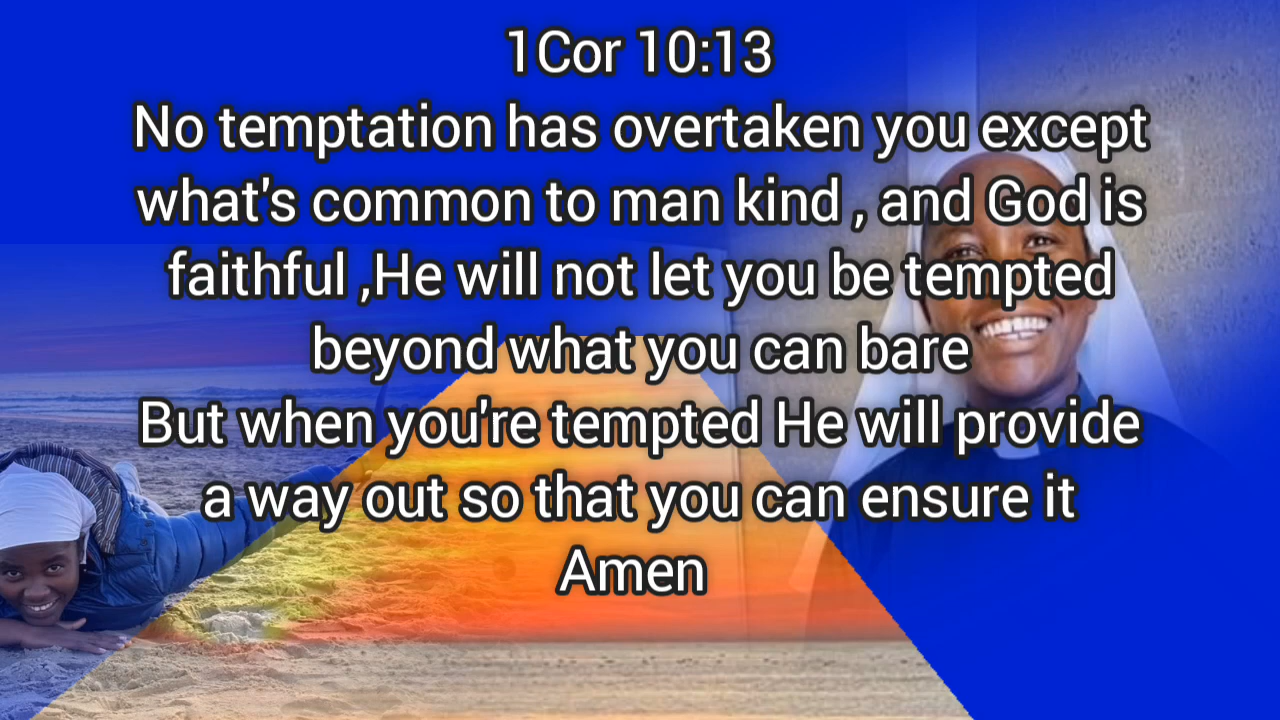 1Cor 10:13
No temptation has overtaken you except
what's common to man kind , and God is
faithful ,He will not let you be tempted
beyond what you can bare
But when you're tempted He will provide
a way out so that you can ensure it
Amen